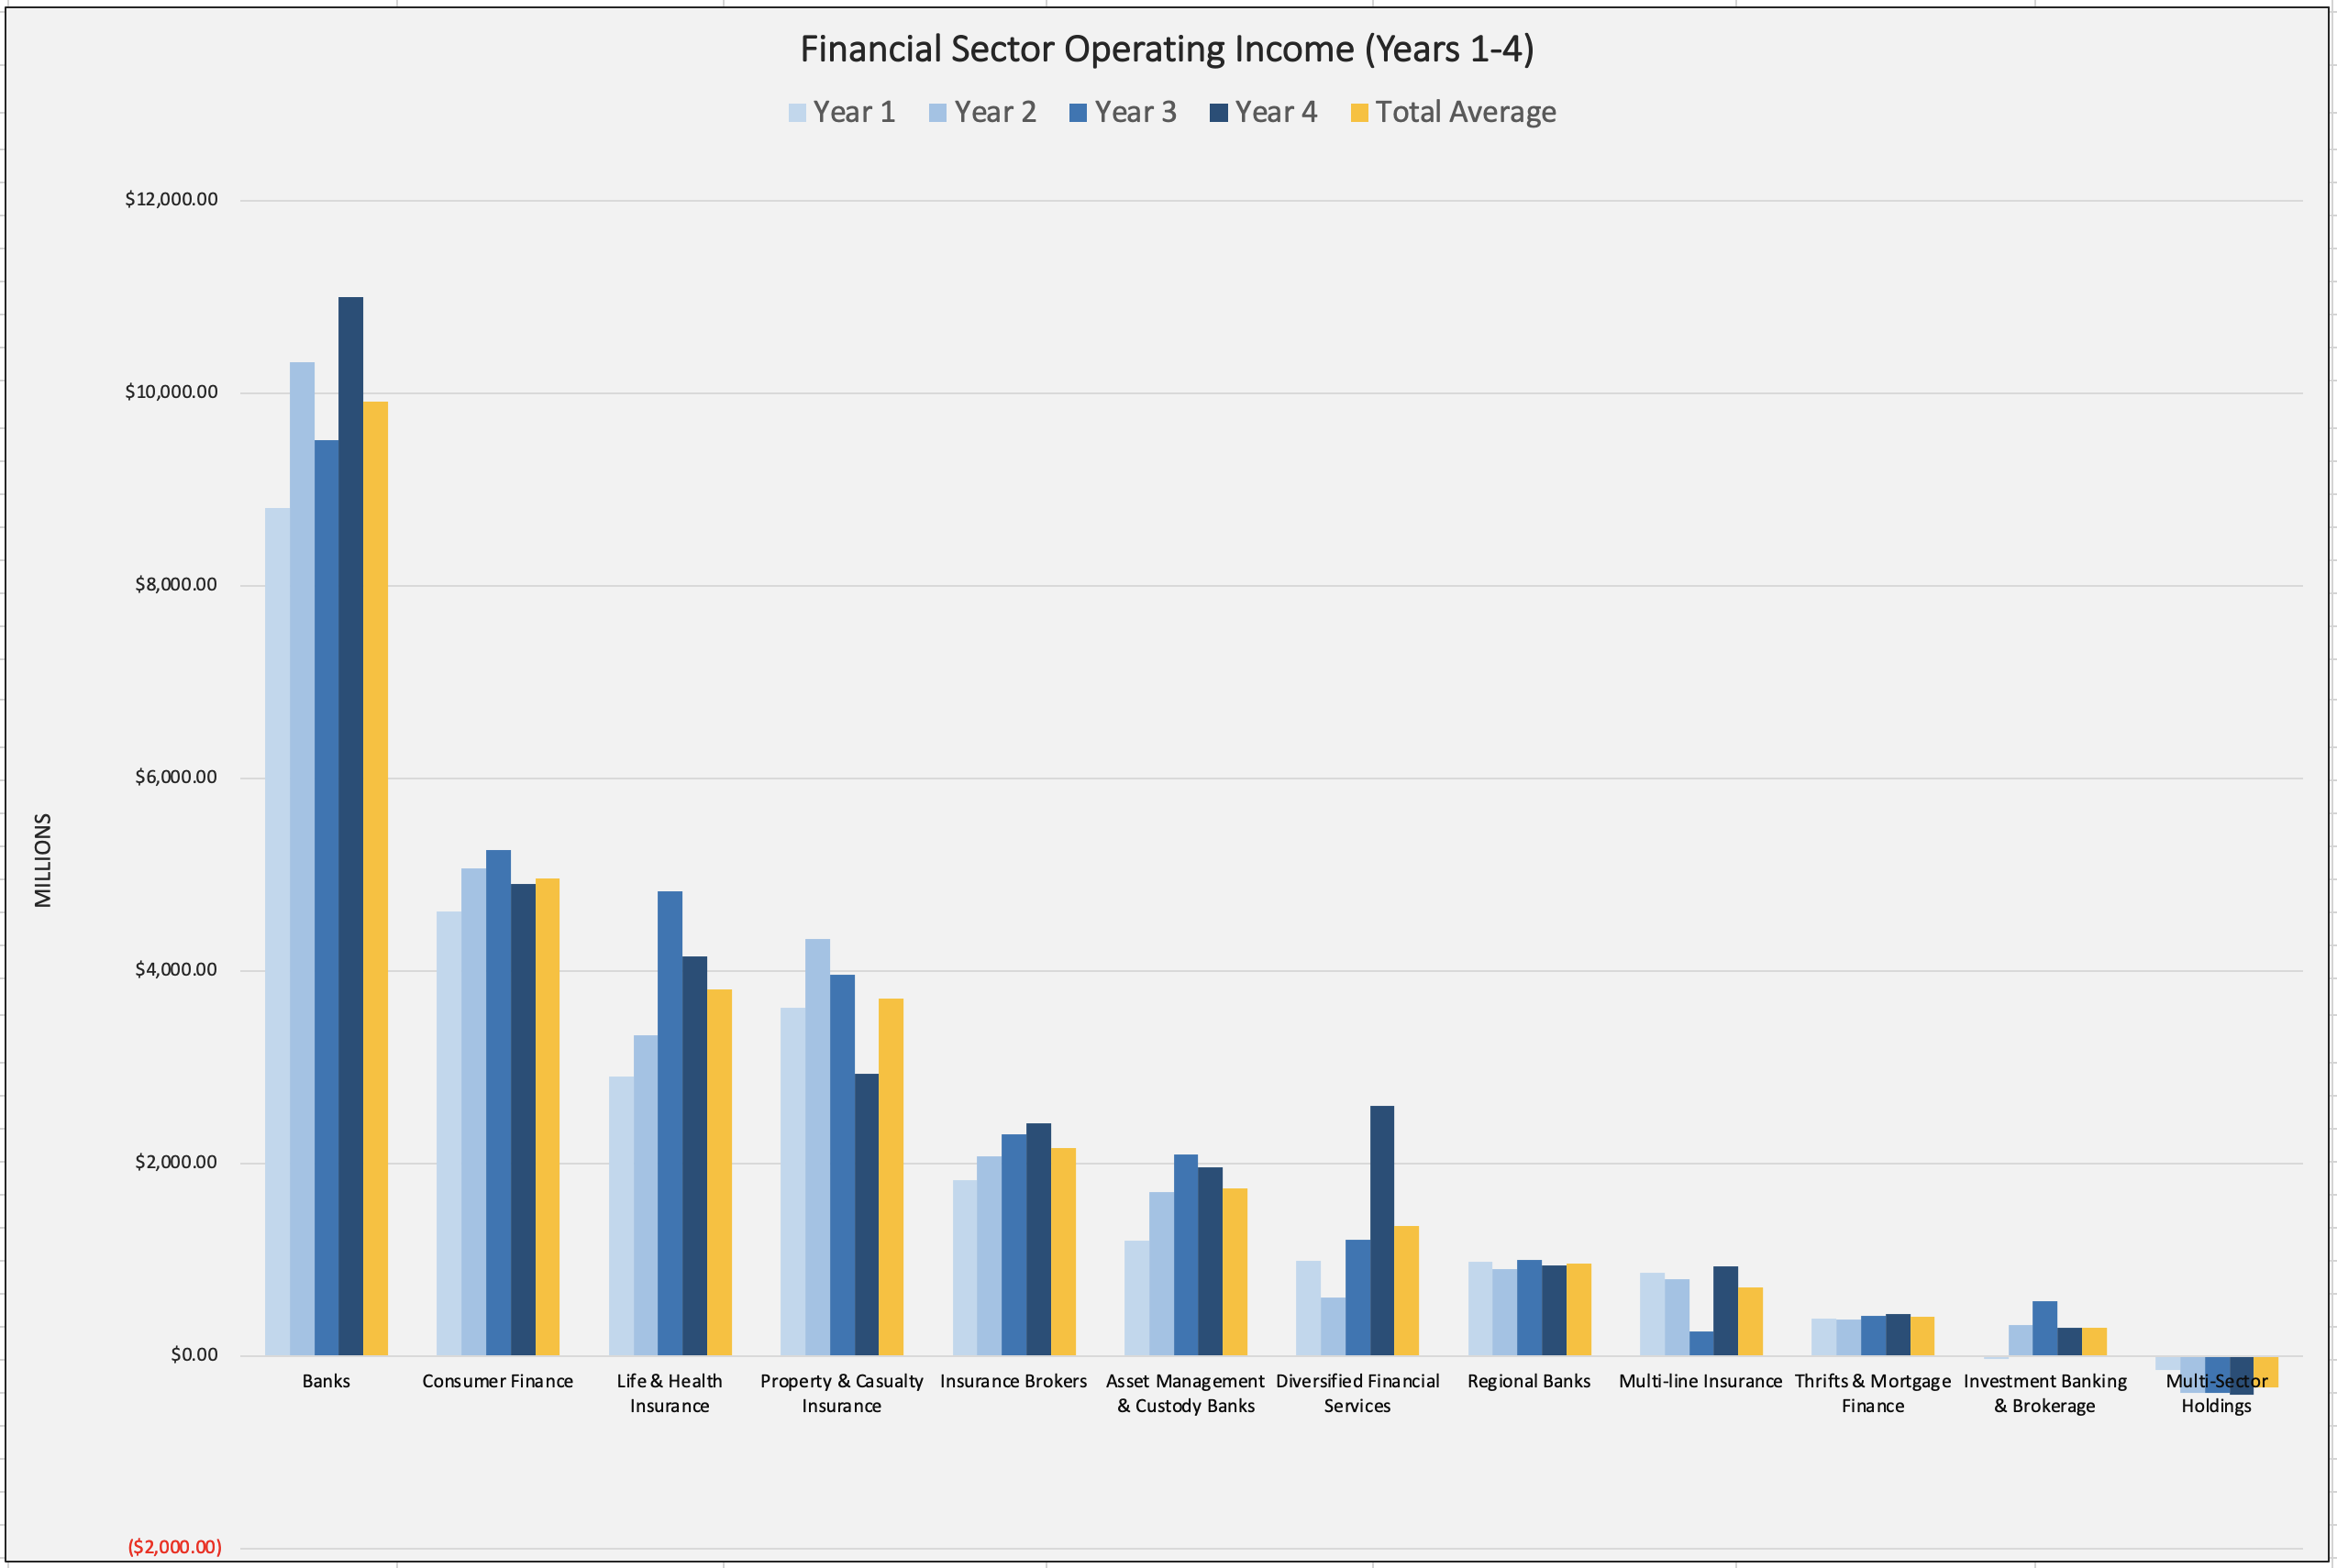 Financial Sector Operating Income (Years 1-4)
Year 1 Year 2 Year 3 Year 4 Total Average
$12,000.00
$10,000.00
$8,000.00
$6,000.00
$4,000.00
$2,000.00
$0.00
($2,000.00)
MILLIONS
Banks
Consumer Finance
Life & Health
Insurance
Property & Casualty
Insurance
Insurance Brokers
Asset Management
& Custody Banks
Diversified Financial
Services
Regional Banks
Multi-line Insurance
Thrifts & Mortgage
Finance
Investment Banking
& Brokerage
Multi-Sector
Holdings